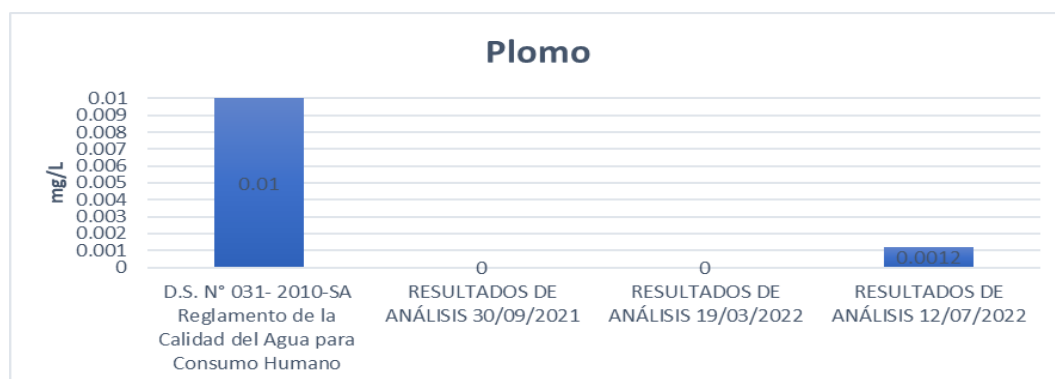 Plomo
mg/L
0.01
0.009
0.008
0.007
0.006
0.005
0.004
0.003
0.002
0.001
0
0.01
0
0
0.0012
D.S. N° 031- 2010-SA
Reglamento de la
Calidad del Agua para
Consumo Humano
RESULTADOS DE
ANÁLISIS 30/09/2021
RESULTADOS DE
ANÁLISIS 19/03/2022
RESULTADOS DE
ANÁLISIS 12/07/2022